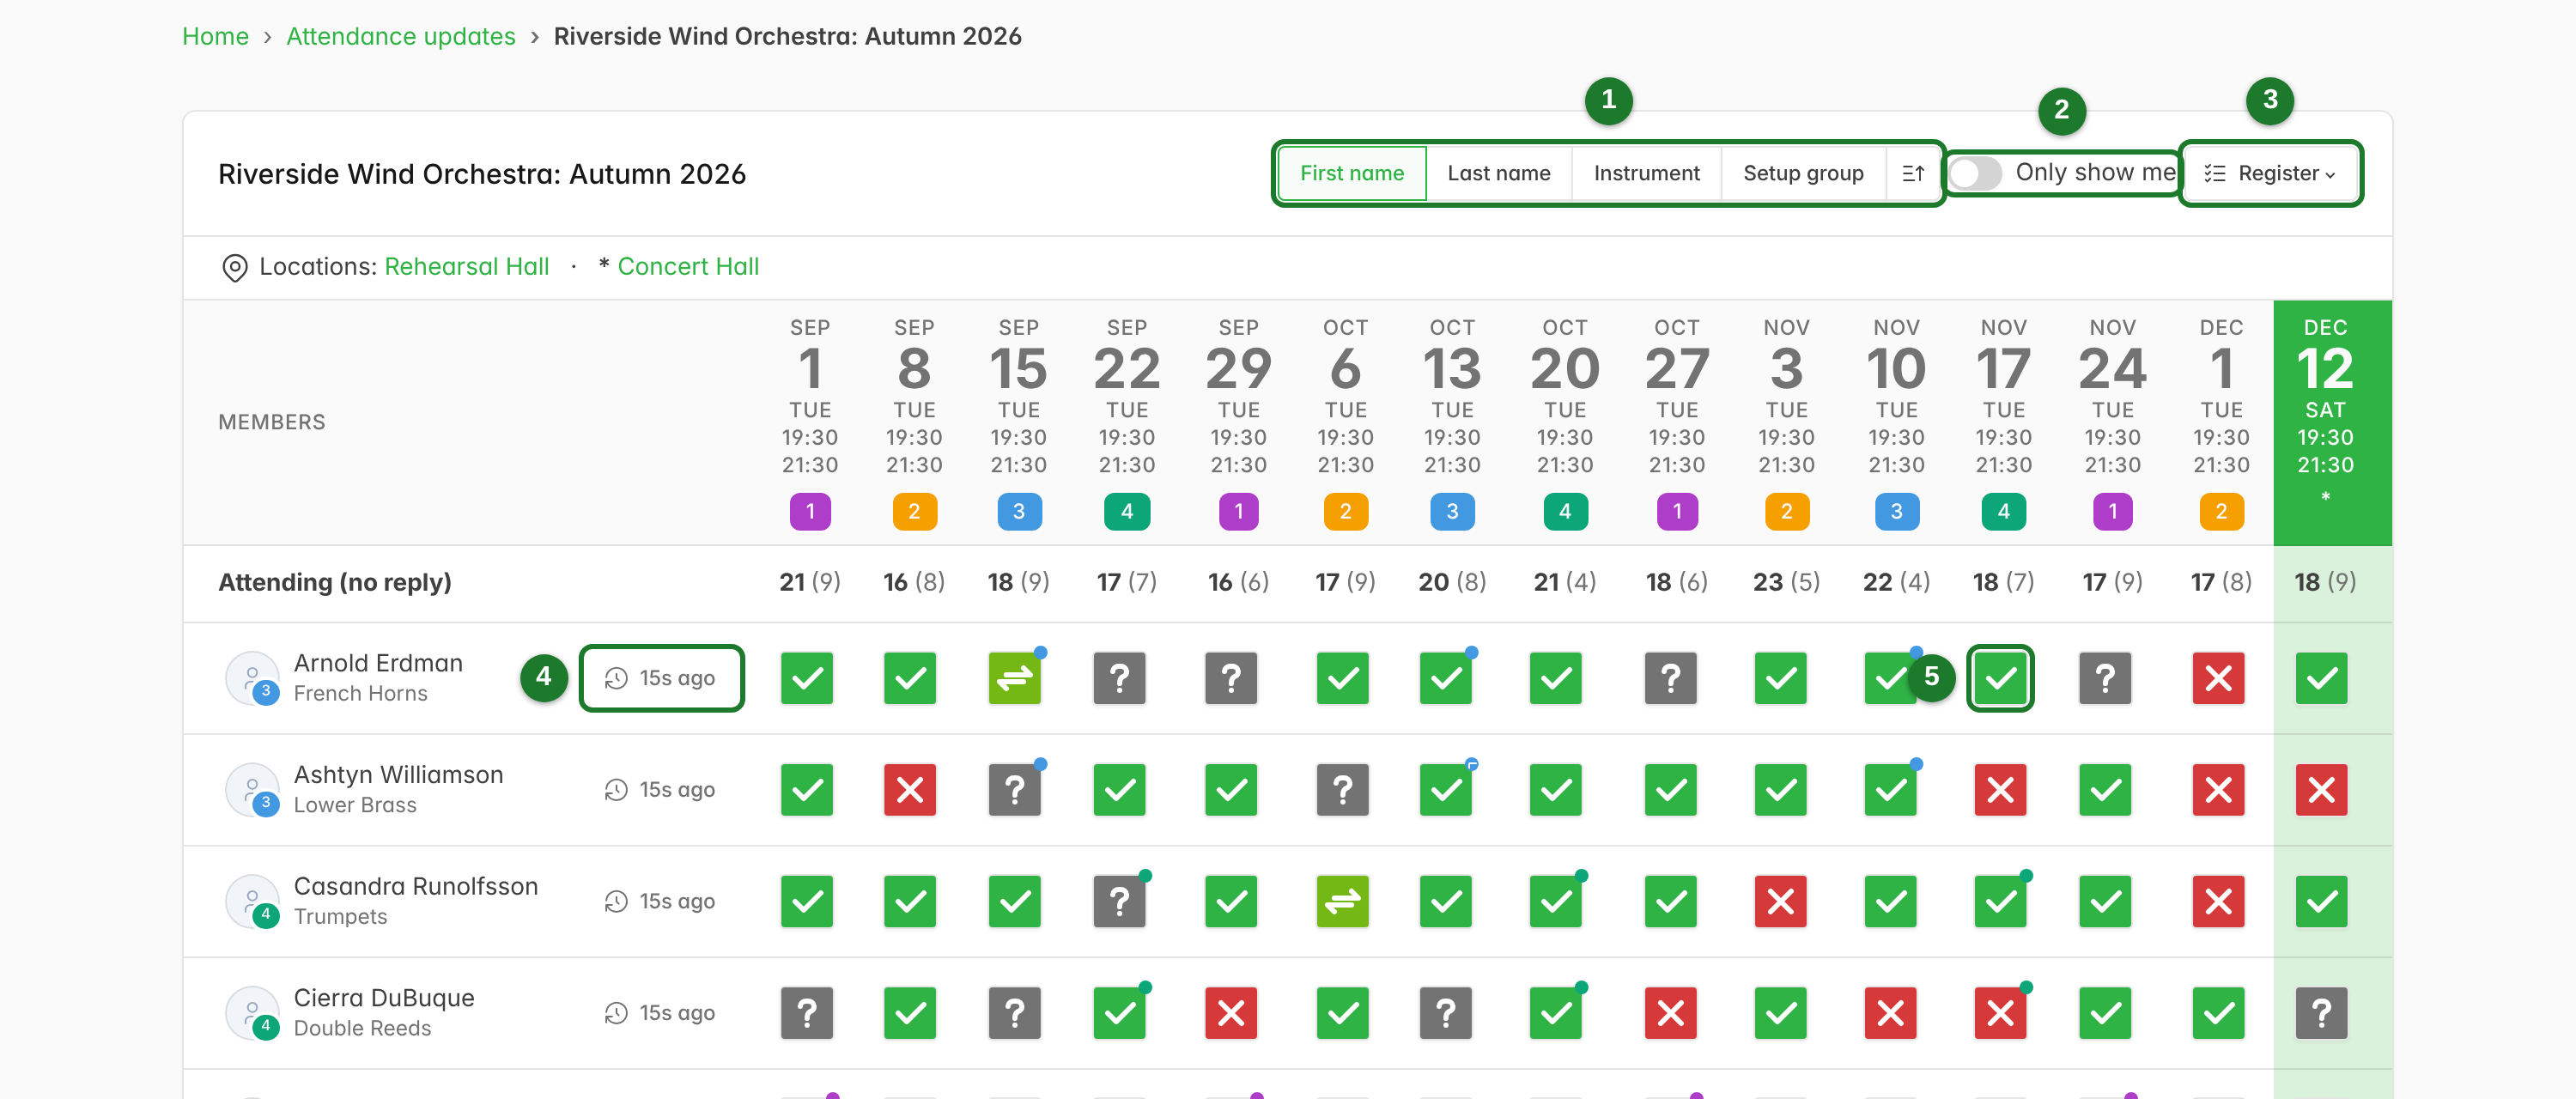 Home › Attendance updates › Riverside Wind Orchestra: Autumn 2026
1 2 3
Riverside Wind Orchestra: Autumn 2026 First name Last name Instrument Setup group Only show me Register
Locations: Rehearsal Hall · * Concert Hall
SEP SEP SEP SEP SEP OCT OCT OCT OCT NOV NOV NOV NOV DEC DEC
1 8 15 22 29 6 13 20 27 3 10 17 24 1 12
MEMBERS TUE TUE TUE TUE TUE TUE TUE TUE TUE TUE TUE TUE TUE TUE SAT
19:30 19:30 19:30 19:30 19:30 19:30 19:30 19:30 19:30 19:30 19:30 19:30 19:30 19:30 19:30
21:30 21:30 21:30 21:30 21:30 21:30 21:30 21:30 21:30 21:30 21:30 21:30 21:30 21:30 21:30
1 2 3 4 1 2 3 4 1 2 3 4 1 2 *
Attending (no reply) 21 (9) 16 (8) 18 (9) 17 (7) 16 (6) 17 (9) 20 (8) 21 (4) 18 (6) 23 (5) 22 (4) 18 (7) 17 (9) 17 (8) 18 (9)
Arnold Erdman
3 French Horns 4 15s ago ? ? ? 5 ?
Ashtyn Williamson
3 Lower Brass 15s ago ? ?
Casandra Runolfsson
4 Trumpets 15s ago ?
Cierra DuBuque
4 Double Reeds 15s ago ? ? ? ?